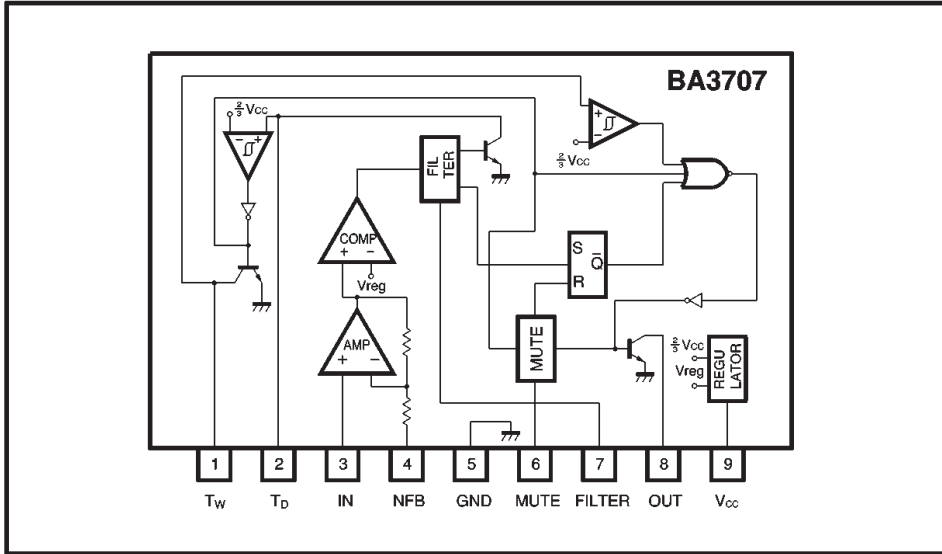 BA3707
2/3 Vcc
- +
+
-
2/3 Vcc
FIL
TER
COMP
+ -
Vreg
S
Q̅
R
AMP
+ -
MUTE
2/3 Vcc
Vreg
REGU
LATOR
1 2 3 4 5 6 7 8 9
TW TD IN NFB GND MUTE FILTER OUT Vcc